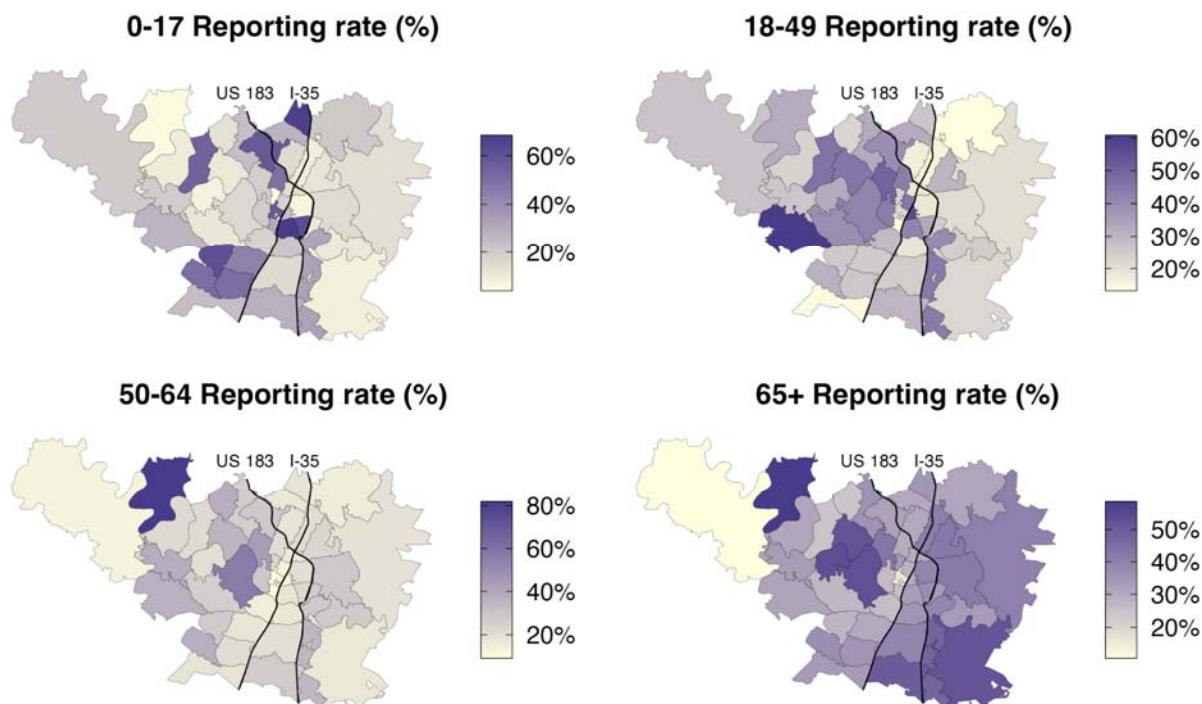 0-17 Reporting rate (%)
US 183 I-35
60%
40%
20%
18-49 Reporting rate (%)
US 183 I-35
60%
50%
40%
30%
20%
50-64 Reporting rate (%)
US 183 I-35
80%
60%
40%
20%
65+ Reporting rate (%)
US 183 I-35
50%
40%
30%
20%